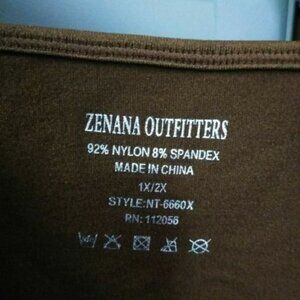 ZENANA OUTFITTERS
92% NYLON 8% SPANDEX
MADE IN CHINA
1X/2X
STYLE:NT-6660X
RN: 112056